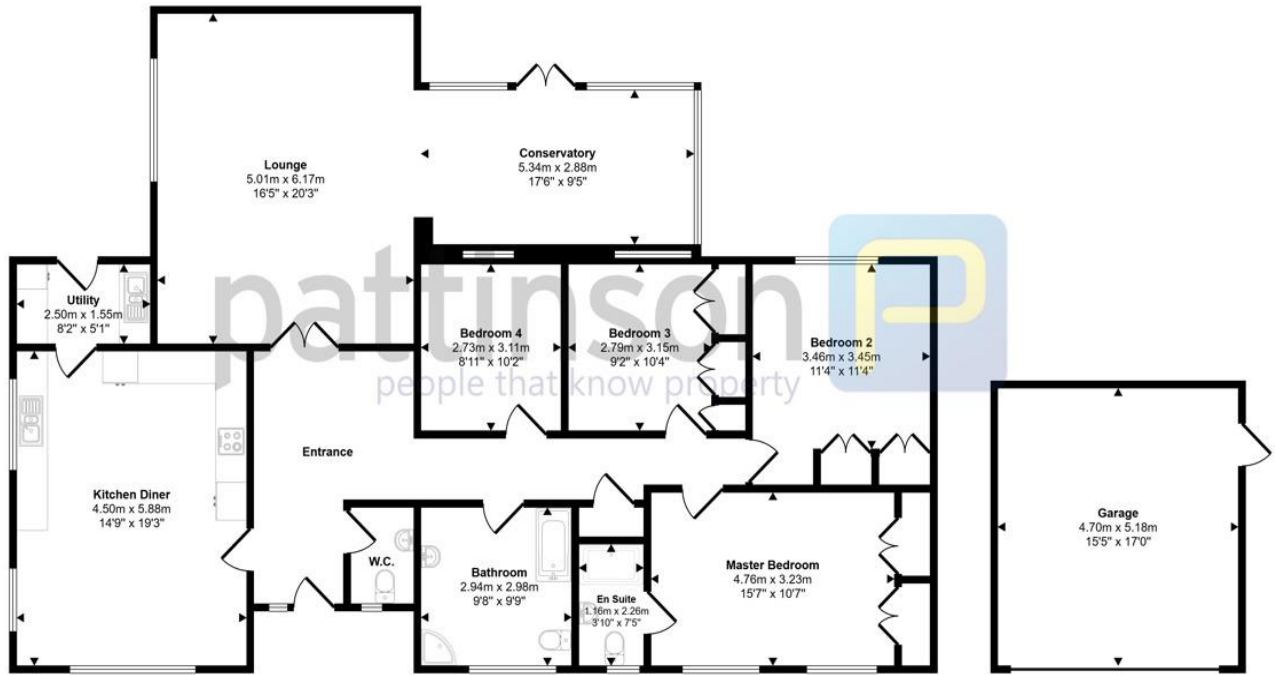 Lounge
5.01m x 6.17m
16'5" x 20'3"
Conservatory
5.34m x 2.88m
17'6" x 9'5"
Utility
2.50m x 1.55m
8'2" x 5'1"
pattinson
people that know property
Bedroom 4
2.73m x 3.11m
8'11" x 10'2"
Bedroom 3
2.79m x 3.15m
9'2" x 10'4"
Bedroom 2
3.46m x 3.45m
11'4" x 11'4"
Entrance
Kitchen Diner
4.50m x 5.88m
14'9" x 19'3"
W.C.
Bathroom
2.94m x 2.98m
9'8" x 9'9"
En Suite
1.16m x 2.26m
3'10" x 7'5"
Master Bedroom
4.76m x 3.23m
15'7" x 10'7"
Garage
4.70m x 5.18m
15'5" x 17'0"